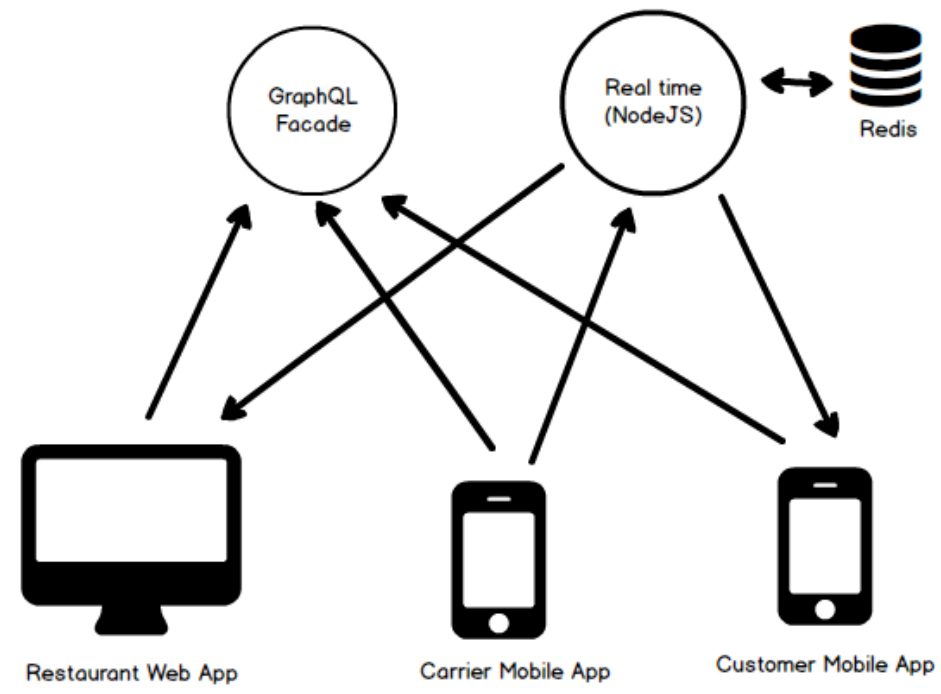 GraphQL
Facade
Real time
(NodeJS)
Redis
Restaurant Web App
Carrier Mobile App
Customer Mobile App